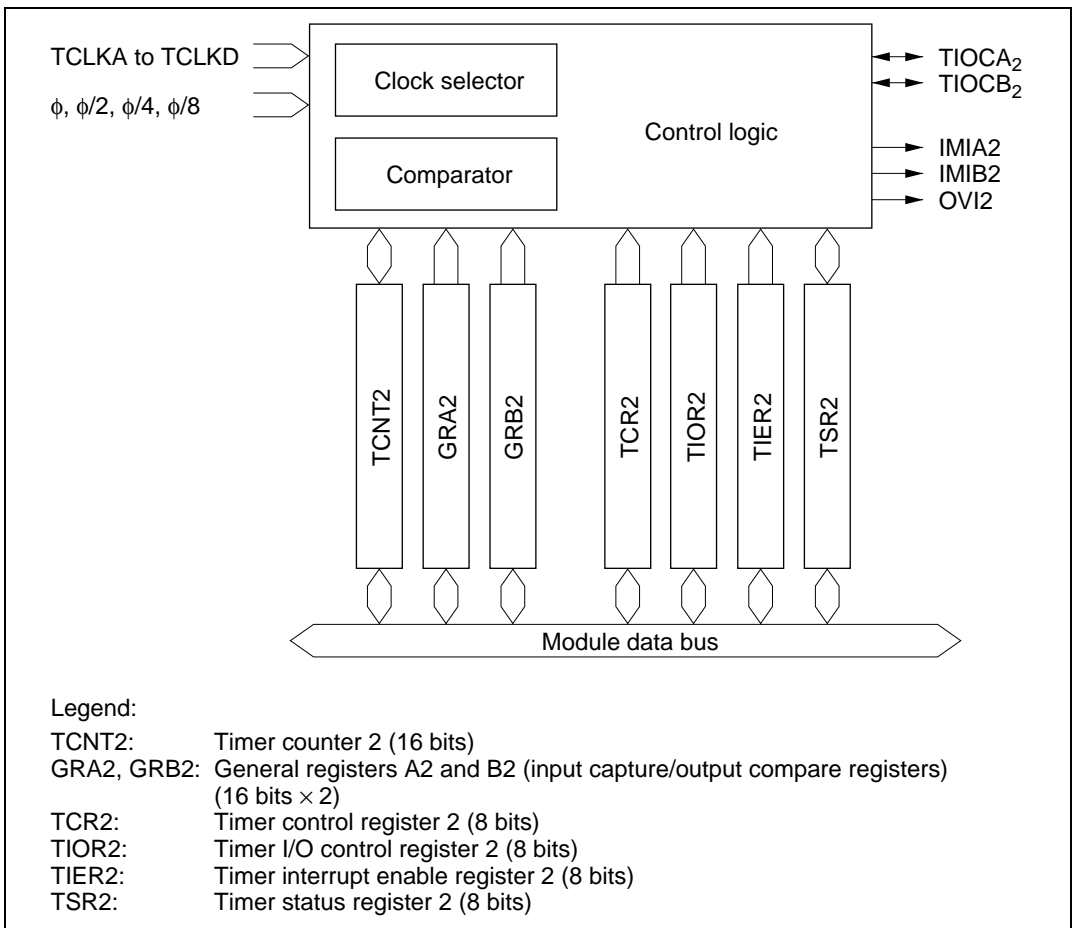 TCLKA to TCLKD
ϕ, ϕ/2, ϕ/4, ϕ/8
Clock selector
Comparator
Control logic
TIOCA2
TIOCB2
IMIA2
IMIB2
OVI2
TCNT2
GRA2
GRB2
TCR2
TIOR2
TIER2
TSR2
Module data bus
Legend:
TCNT2: Timer counter 2 (16 bits)
GRA2, GRB2: General registers A2 and B2 (input capture/output compare registers)
(16 bits × 2)
TCR2: Timer control register 2 (8 bits)
TIOR2: Timer I/O control register 2 (8 bits)
TIER2: Timer interrupt enable register 2 (8 bits)
TSR2: Timer status register 2 (8 bits)